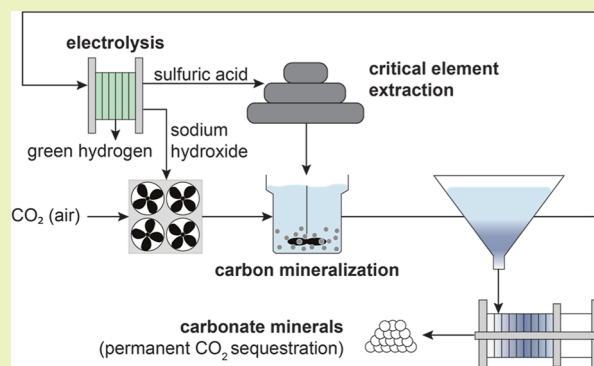 electrolysis
sulfuric acid
critical element
extraction
green hydrogen
sodium
hydroxide
CO₂ (air)
carbon mineralization
carbonate minerals
(permanent CO₂ sequestration)